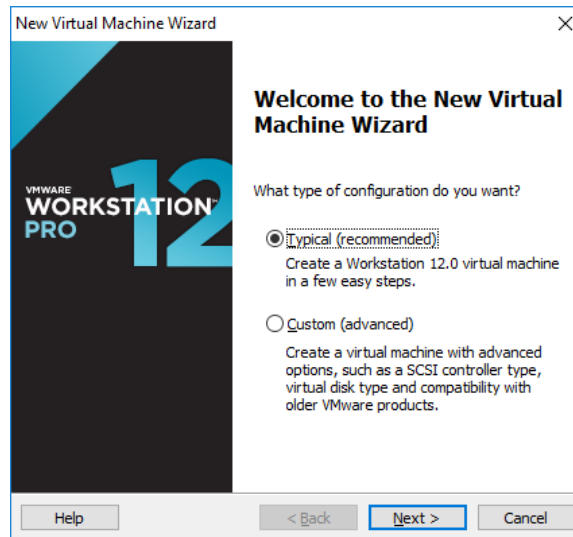 New Virtual Machine Wizard
VMWARE
WORKSTATION™
PRO
12
Welcome to the New Virtual
Machine Wizard
What type of configuration do you want?
Typical (recommended)
Create a Workstation 12.0 virtual machine
in a few easy steps.
Custom (advanced)
Create a virtual machine with advanced
options, such as a SCSI controller type,
virtual disk type and compatibility with
older VMware products.
Help
< Back
Next >
Cancel